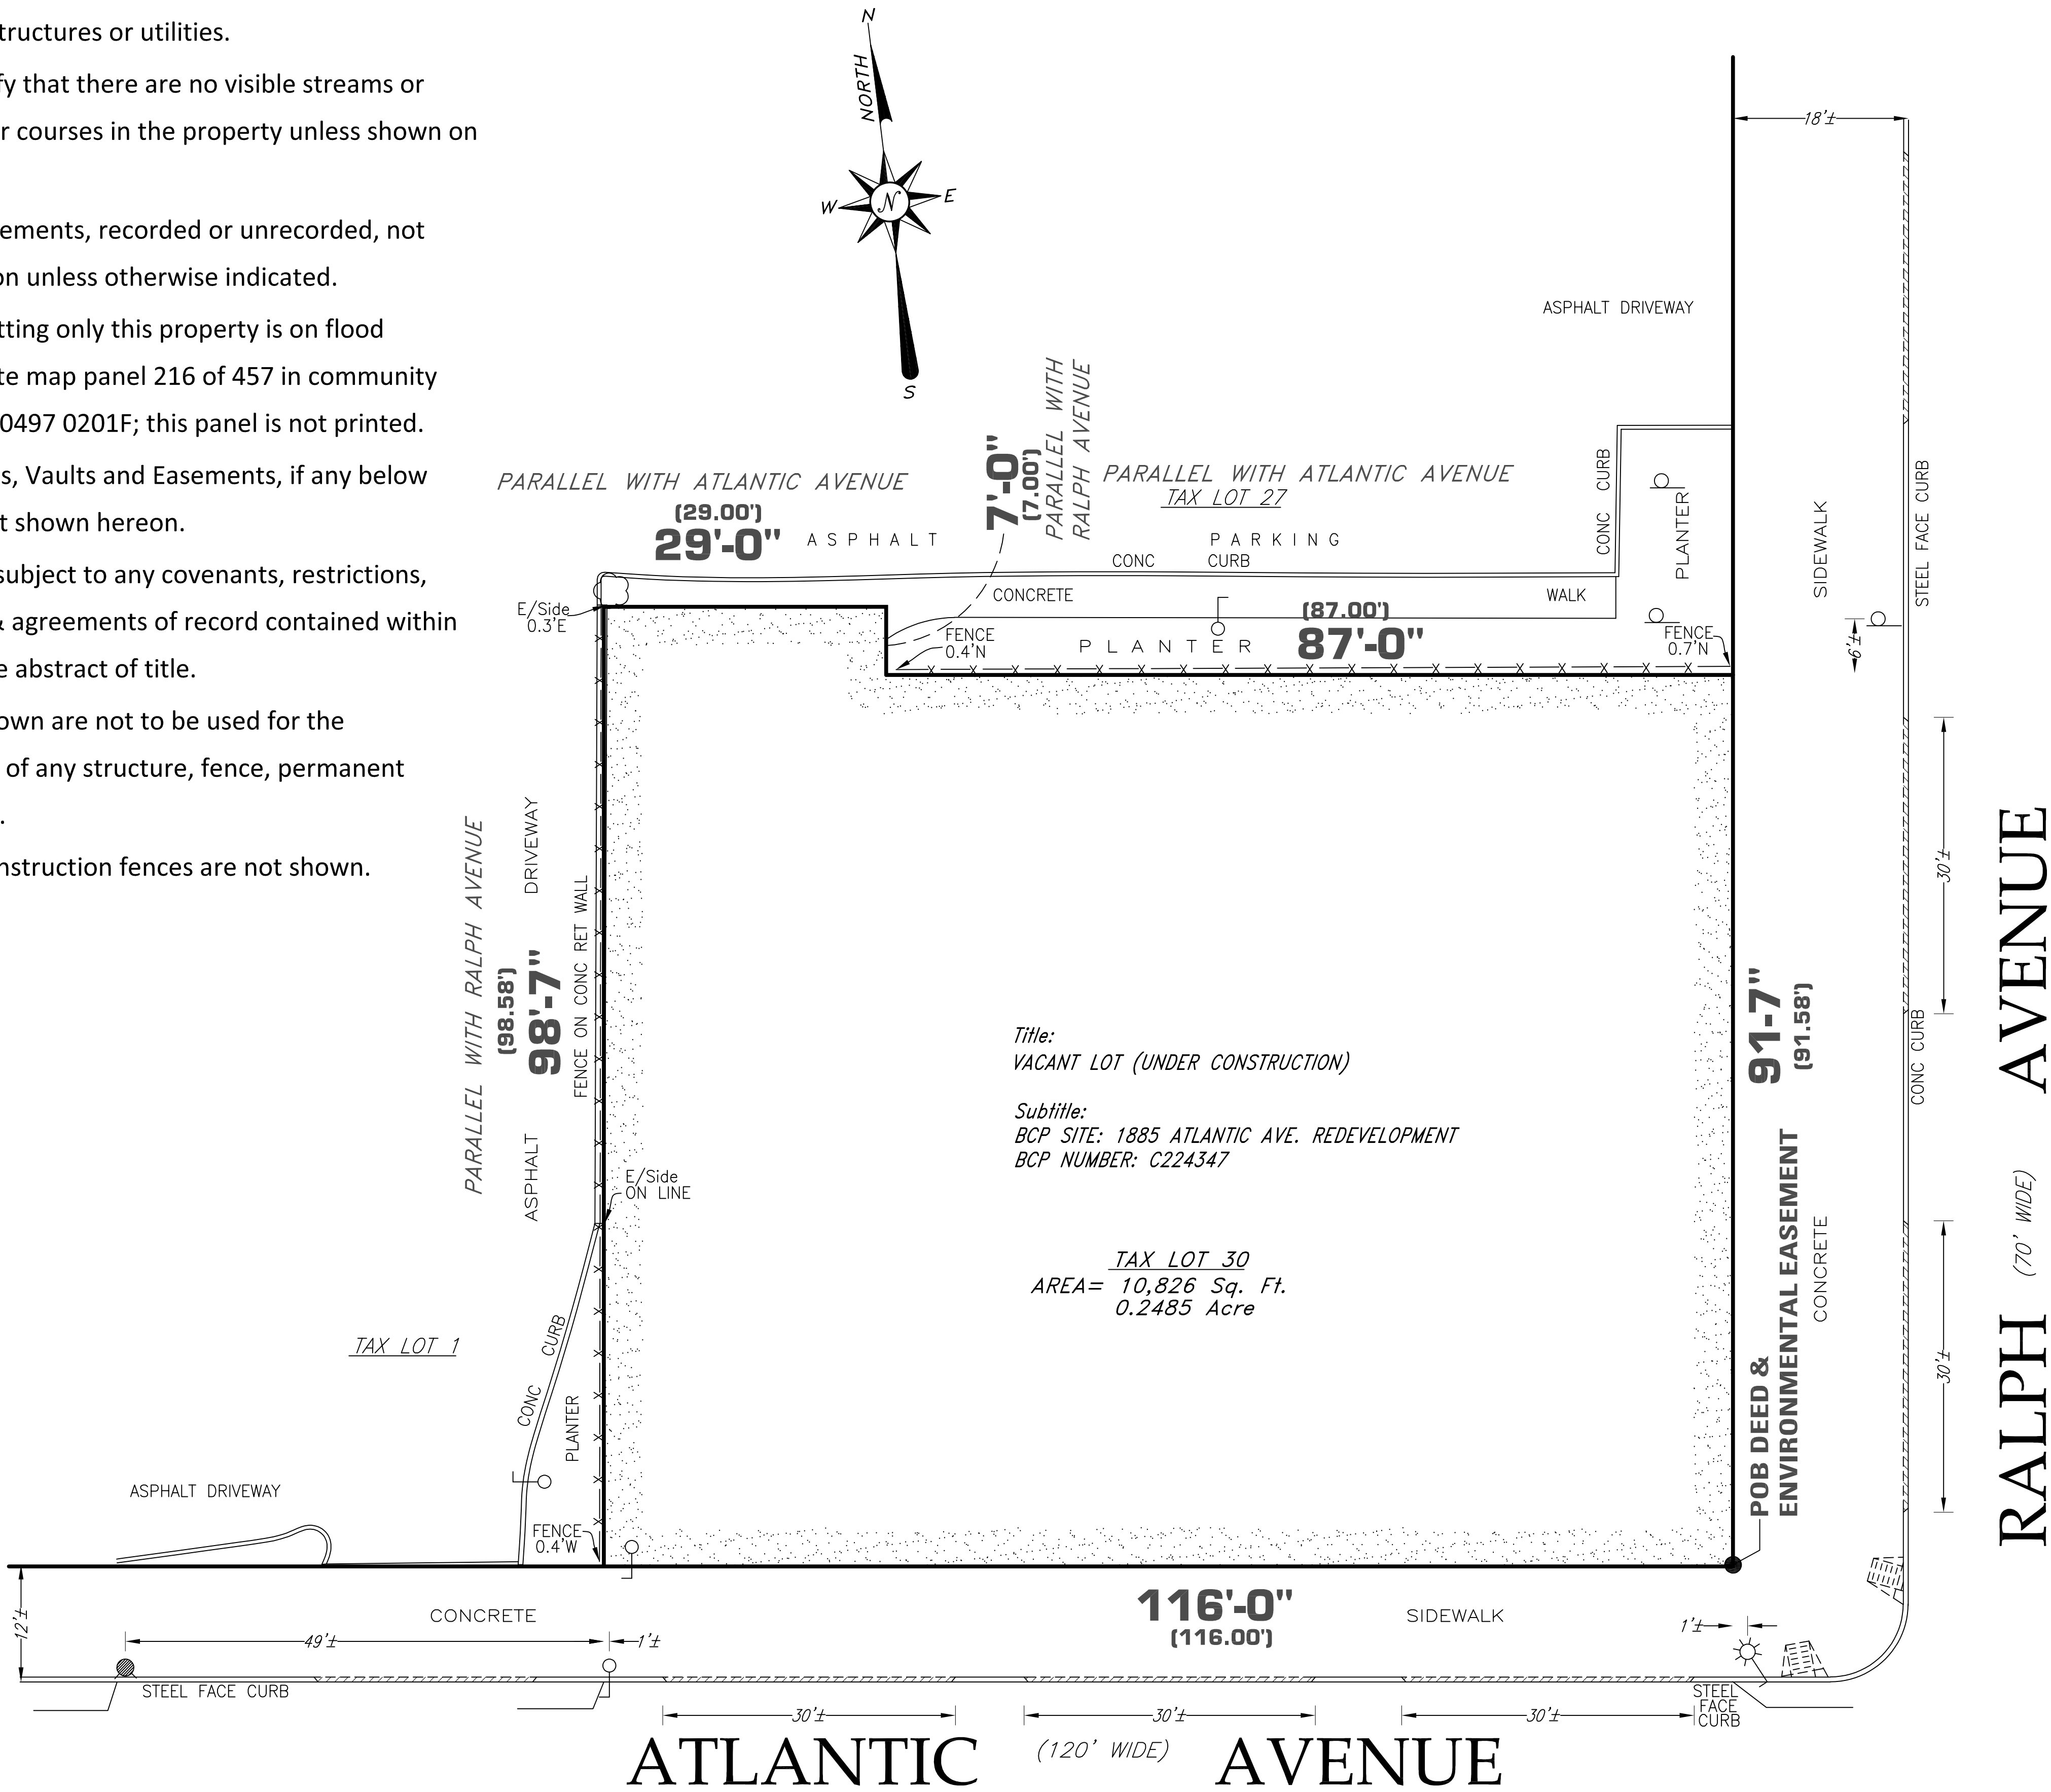 tructures or utilities.
fy that there are no visible streams or
r courses in the property unless shown on
ements, recorded or unrecorded, not
on unless otherwise indicated.
tting only this property is on flood
te map panel 216 of 457 in community
0497 0201F; this panel is not printed.
s, Vaults and Easements, if any below
t shown hereon.
subject to any covenants, restrictions,
& agreements of record contained within
e abstract of title.
own are not to be used for the
of any structure, fence, permanent
.
nstruction fences are not shown.
N
NORTH
W
N
E
S
18'±
ASPHALT DRIVEWAY
PARALLEL WITH ATLANTIC AVENUE
(29.00')
29'-0"
7'-0"
(7.00')
PARALLEL WITH
RALPH AVENUE
PARALLEL WITH ATLANTIC AVENUE
TAX LOT 27
ASPHALT
PARKING
CONC CURB
CONC CURB
PLANTER
SIDEWALK
STEEL FACE CURB
E/Side
0.3'E
CONCRETE
WALK
(87.00')
87'-0"
FENCE
0.4'N
PLANTER
FENCE
0.7'N
6'±
30'±
PARALLEL WITH RALPH AVENUE
(98.58')
98'-7"
ASPHALT DRIVEWAY
FENCE ON CONC RET WALL
Title:
VACANT LOT (UNDER CONSTRUCTION)
Subtitle:
BCP SITE: 1885 ATLANTIC AVE. REDEVELOPMENT
BCP NUMBER: C224347
91-7"
(91.58')
CONC CURB
E/Side
ON LINE
TAX LOT 30
AREA= 10,826 Sq. Ft.
0.2485 Acre
POB DEED &
ENVIRONMENTAL EASEMENT
CONCRETE
30'±
RALPH AVENUE
(70' WIDE)
TAX LOT 1
CONC CURB
PLANTER
ASPHALT DRIVEWAY
FENCE
0.4'W
12'±
CONCRETE
116'-0"
(116.00')
SIDEWALK
49'±
1'±
1'±
STEEL FACE CURB
STEEL
FACE
CURB
30'±
30'±
30'±
ATLANTIC AVENUE
(120' WIDE)